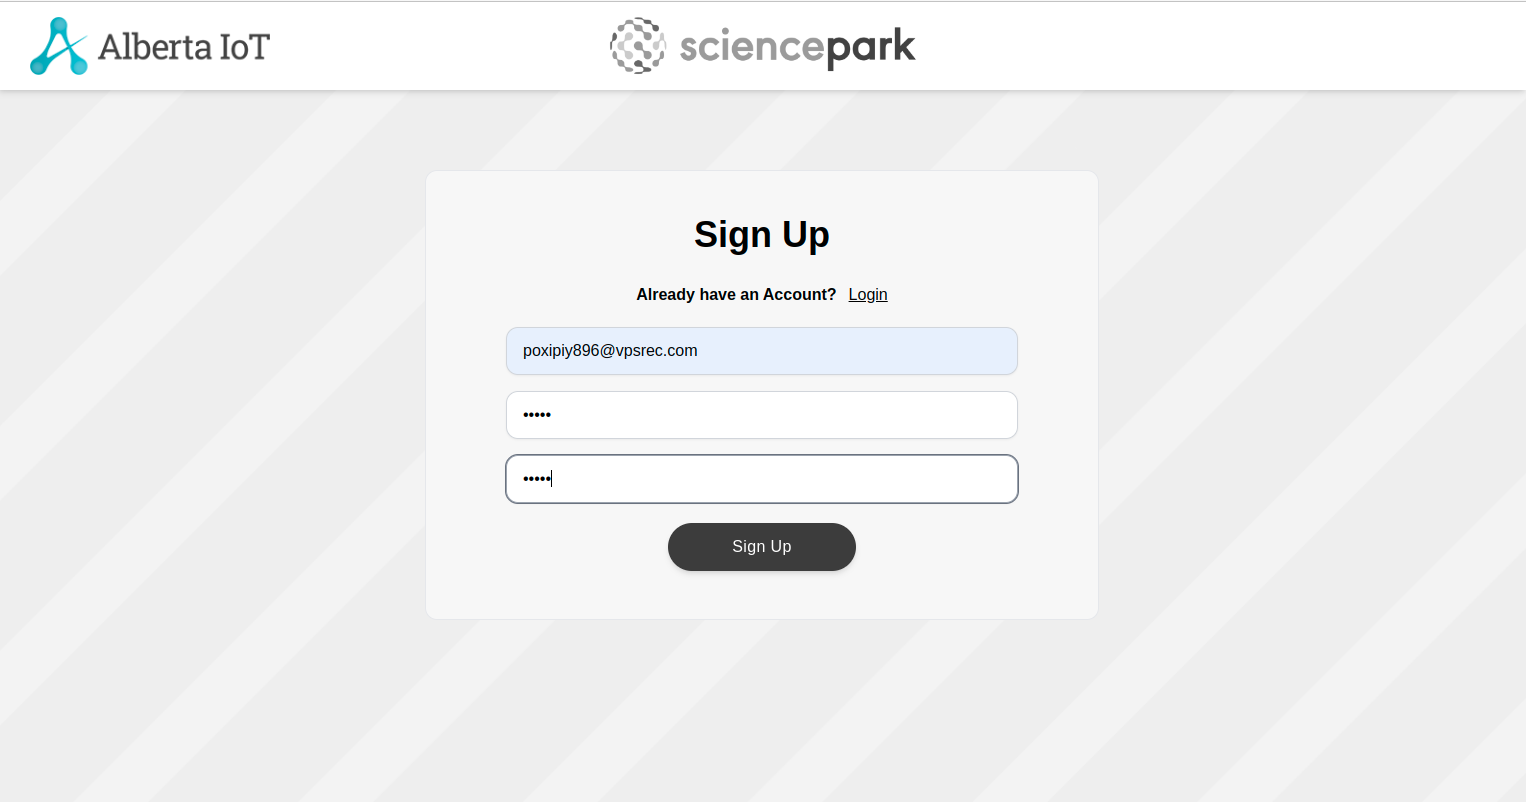 Alberta IoT
sciencepark
Sign Up
Already have an Account? Login
poxipiy896@vpsrec.com
•••••
•••••
Sign Up